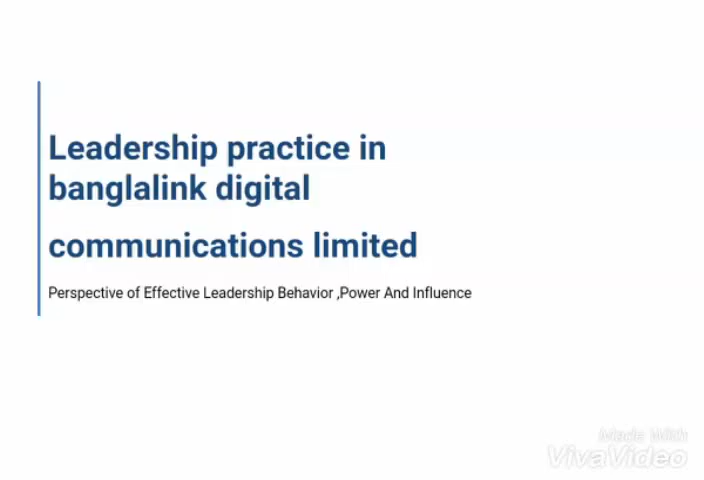 Leadership practice in
banglalink digital
communications limited
Perspective of Effective Leadership Behavior ,Power And Influence
Made With
VivaVideo